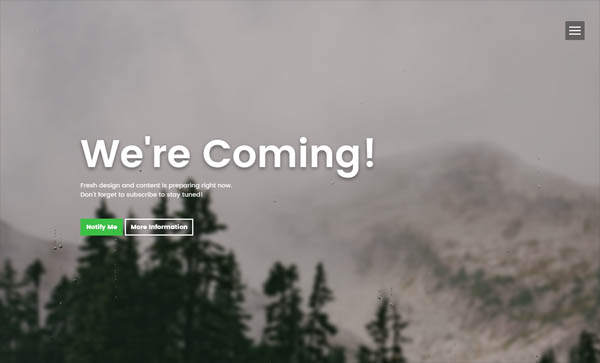 We're Coming!
Fresh design and content is preparing right now.
Don't forget to subscribe to stay tuned!
Notify Me
More Information